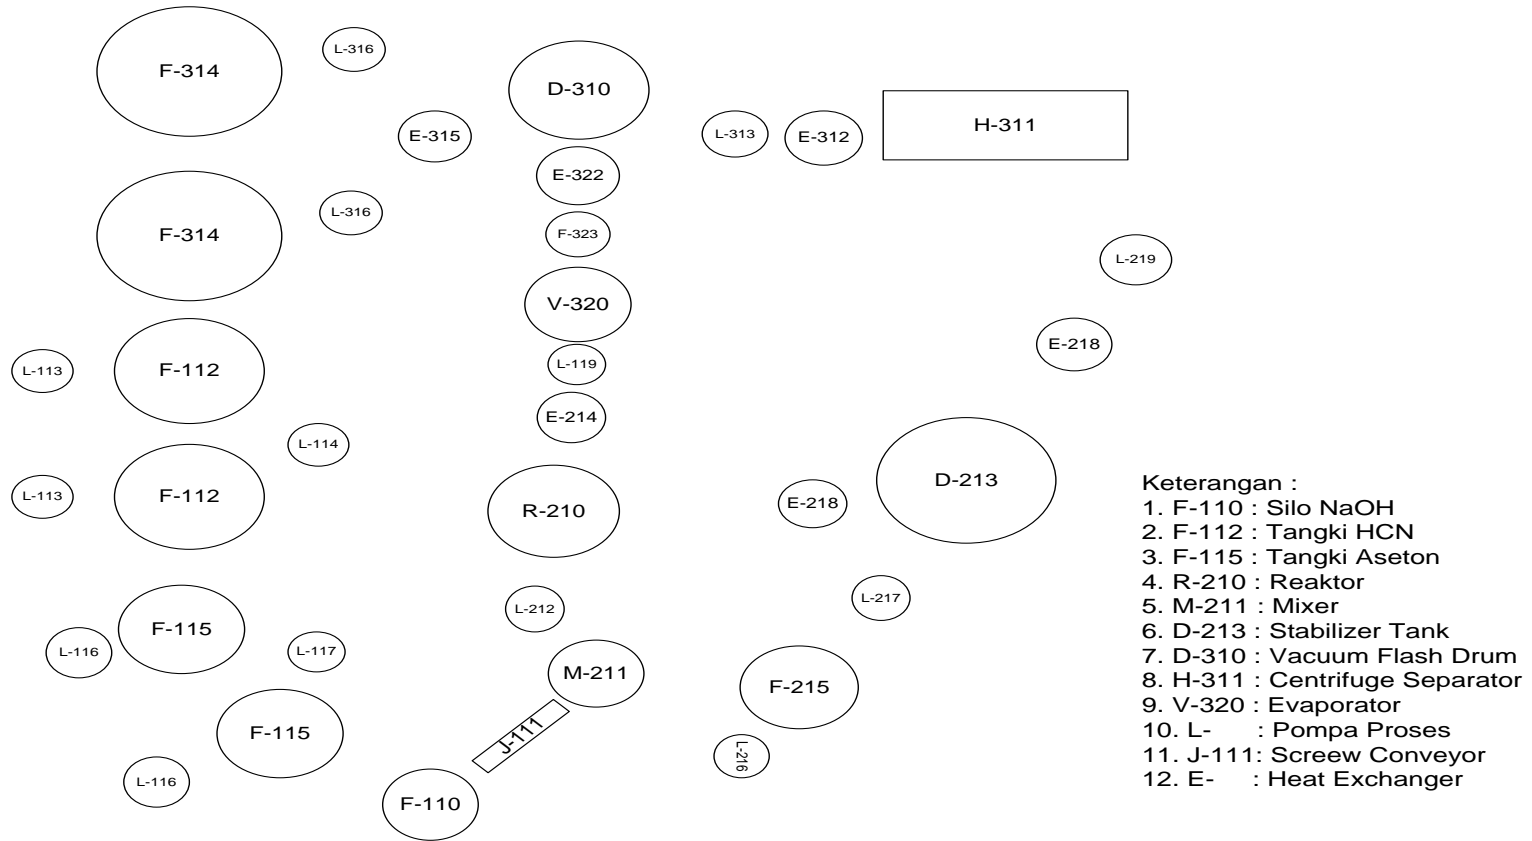 F-314
L-316
D-310
E-315
L-313
E-312
H-311
E-322
F-314
L-316
F-323
L-219
V-320
E-218
L-113
F-112
L-119
E-214
L-114
L-113
F-112
R-210
E-218
D-213
L-217
L-212
F-115
L-116
L-117
M-211
F-215
F-115
J-111
L-216
L-116
F-110
Keterangan :
1. F-110 : Silo NaOH
2. F-112 : Tangki HCN
3. F-115 : Tangki Aseton
4. R-210 : Reaktor
5. M-211 : Mixer
6. D-213 : Stabilizer Tank
7. D-310 : Vacuum Flash Drum
8. H-311 : Centrifuge Separator
9. V-320 : Evaporator
10. L- : Pompa Proses
11. J-111: Screew Conveyor
12. E- : Heat Exchanger